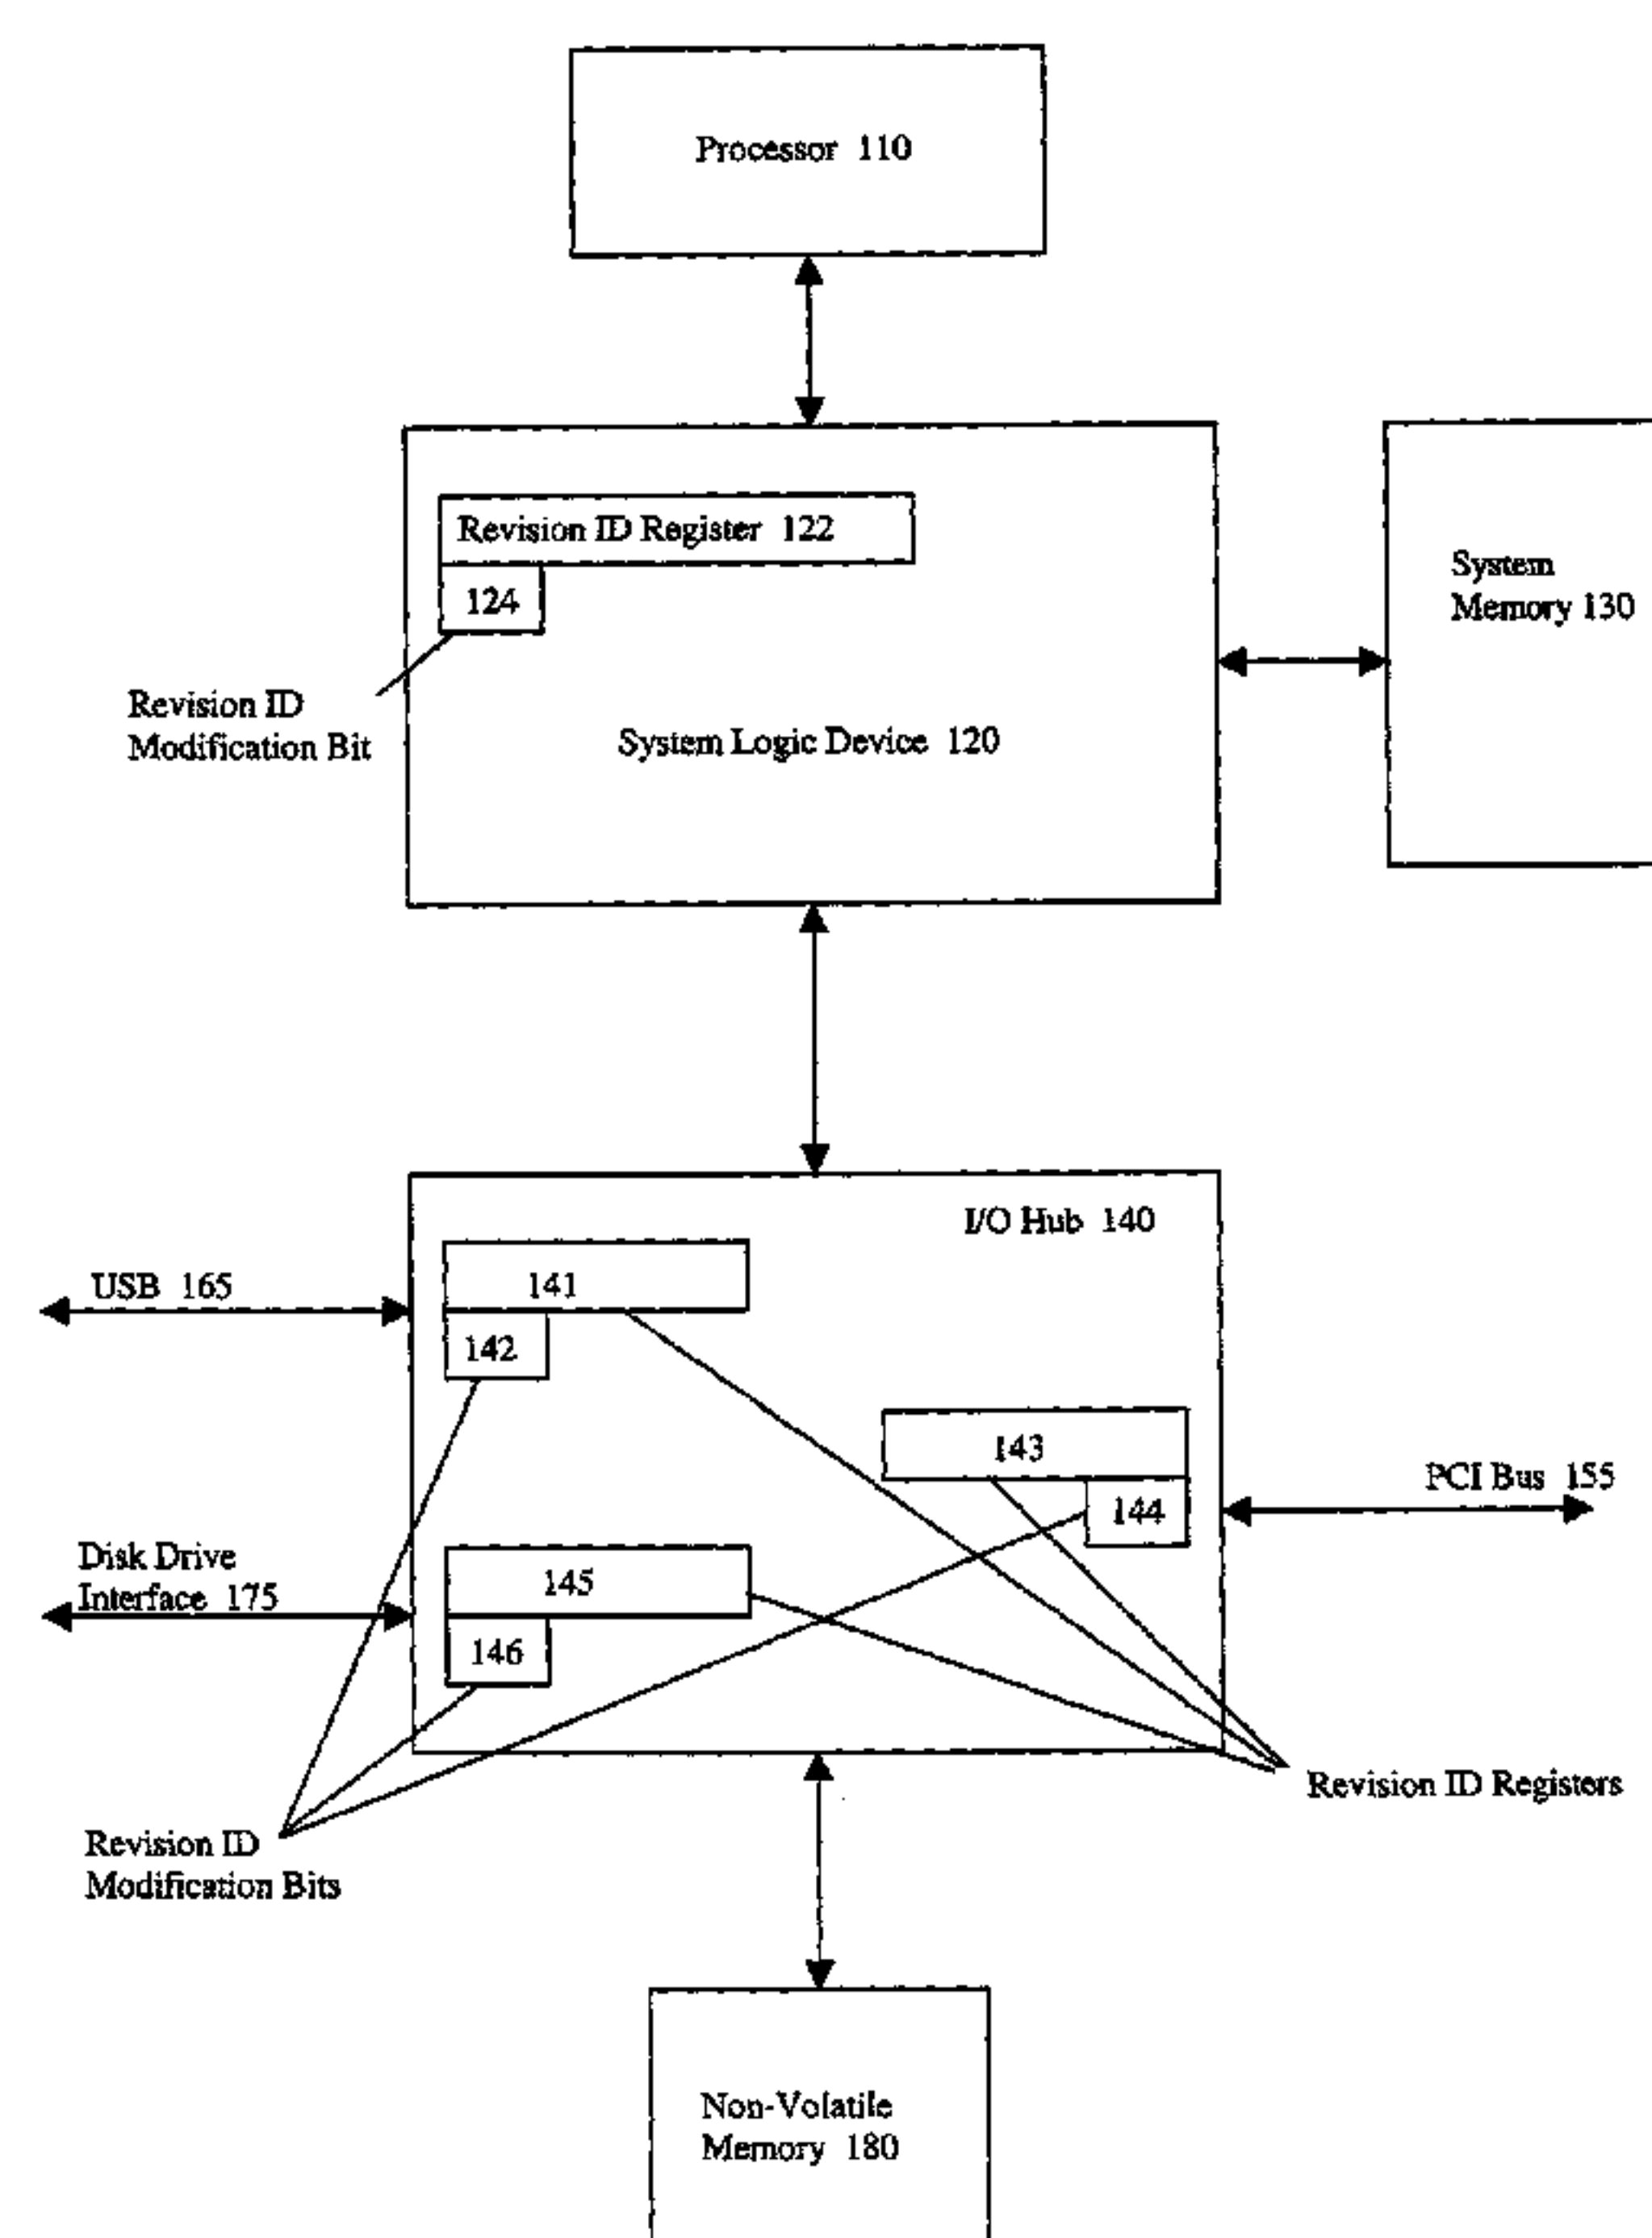 Processor 110
Revision ID Register 122
124
System
Memory 130
Revision ID
Modification Bit
System Logic Device 120
I/O Hub 140
USB 165
141
142
143
PCI Bus 155
144
Disk Drive
Interface 175
145
146
Revision ID Registers
Revision ID
Modification Bits
Non-Volatile
Memory 180